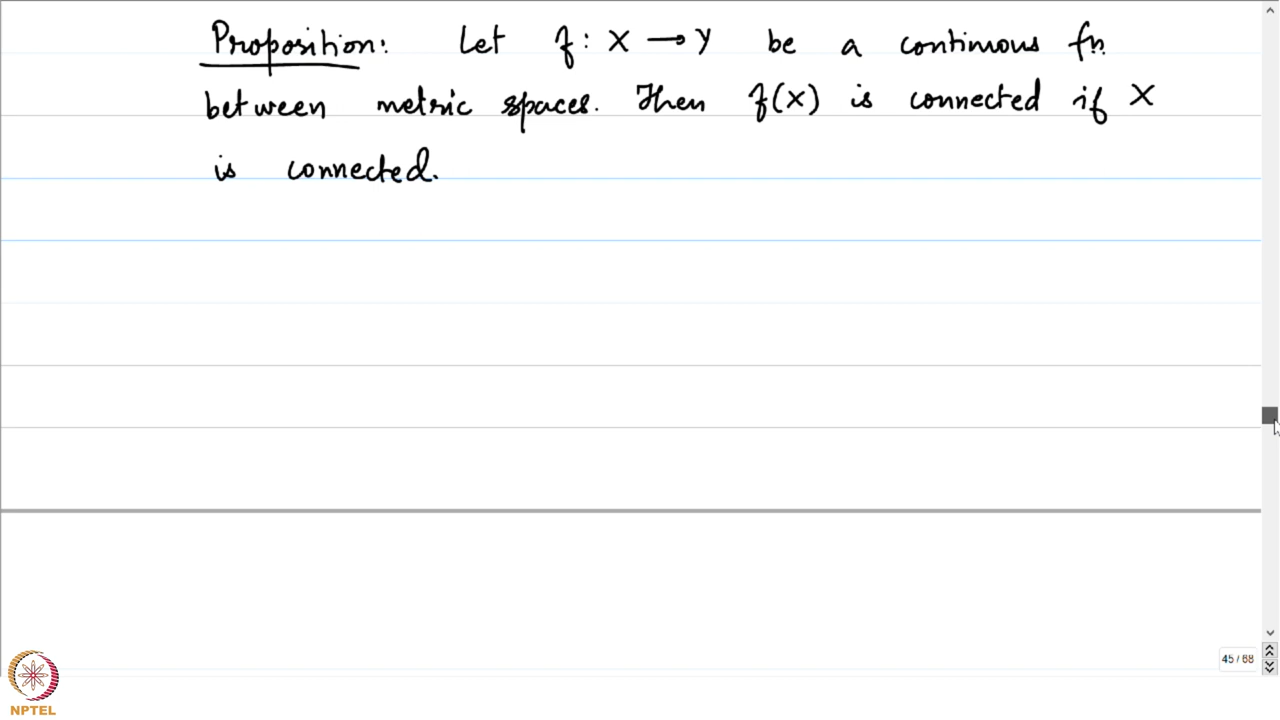 Proposition: Let f: X → Y be a continuous fn.
between metric spaces. Then f(X) is connected if X
is connected.
45 / 68
NPTEL